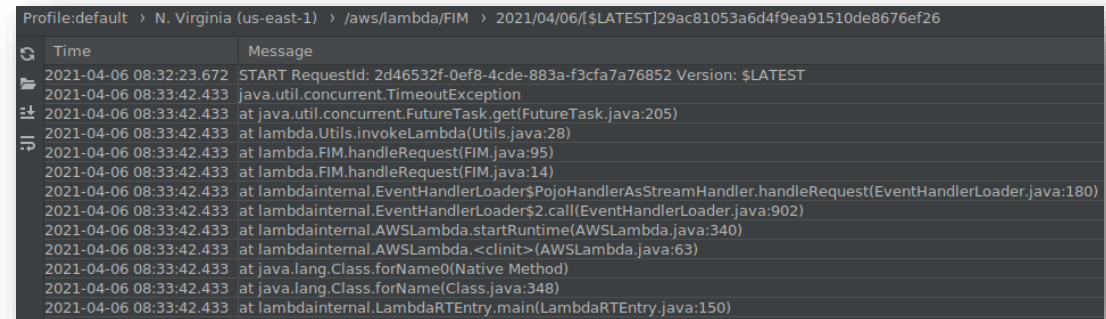 Profile:default › N. Virginia (us-east-1) › /aws/lambda/FIM › 2021/04/06/[$LATEST]29ac81053a6d4f9ea91510de8676ef26
Time Message
2021-04-06 08:32:23.672 START RequestId: 2d46532f-0ef8-4cde-883a-f3cfa7a76852 Version: $LATEST
2021-04-06 08:33:42.433 java.util.concurrent.TimeoutException
2021-04-06 08:33:42.433 at java.util.concurrent.FutureTask.get(FutureTask.java:205)
2021-04-06 08:33:42.433 at lambda.Utils.invokeLambda(Utils.java:28)
2021-04-06 08:33:42.433 at lambda.FIM.handleRequest(FIM.java:95)
2021-04-06 08:33:42.433 at lambda.FIM.handleRequest(FIM.java:14)
2021-04-06 08:33:42.433 at lambdainternal.EventHandlerLoader$PojoHandlerAsStreamHandler.handleRequest(EventHandlerLoader.java:180)
2021-04-06 08:33:42.433 at lambdainternal.EventHandlerLoader$2.call(EventHandlerLoader.java:902)
2021-04-06 08:33:42.433 at lambdainternal.AWSLambda.startRuntime(AWSLambda.java:340)
2021-04-06 08:33:42.433 at lambdainternal.AWSLambda.<clinit>(AWSLambda.java:63)
2021-04-06 08:33:42.433 at java.lang.Class.forName0(Native Method)
2021-04-06 08:33:42.433 at java.lang.Class.forName(Class.java:348)
2021-04-06 08:33:42.433 at lambdainternal.LambdaRTEntry.main(LambdaRTEntry.java:150)